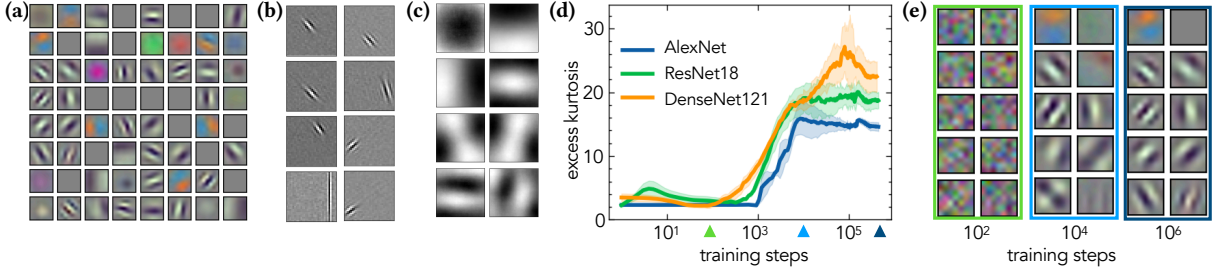 (a)
(b)
(c)
(d)
(e)
excess kurtosis
30
20
10
0
AlexNet
ResNet18
DenseNet121
10¹
10³
10⁵
training steps
10²
10⁴
10⁶
training steps